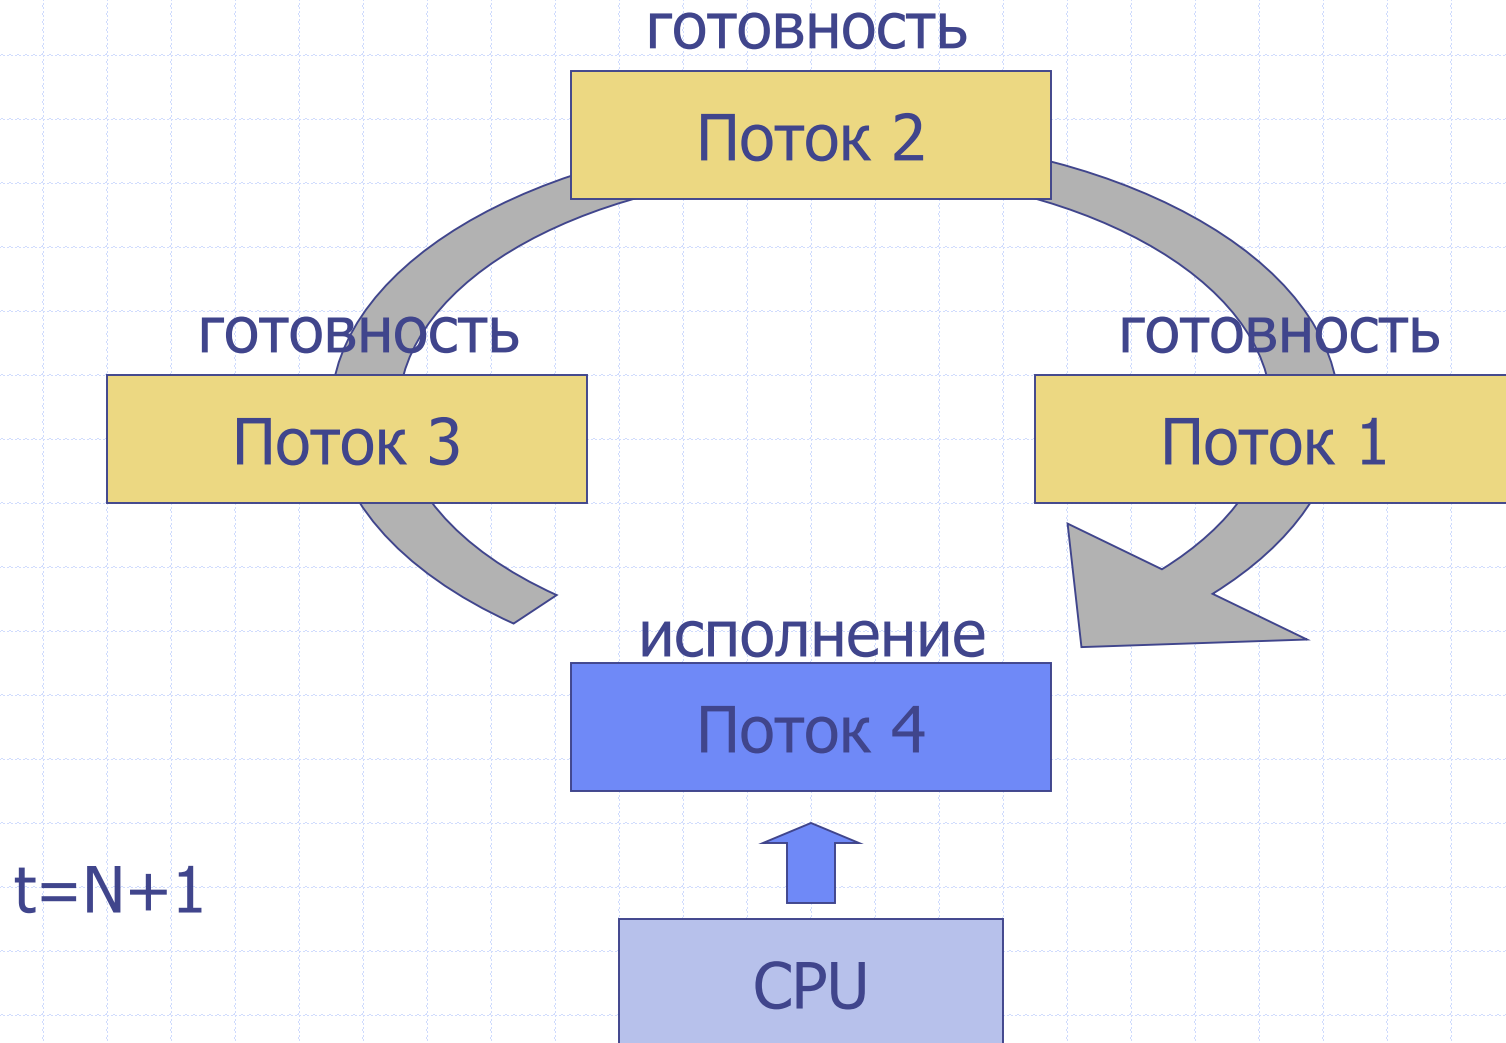 готовность
Поток 2
готовность
готовность
Поток 3
Поток 1
исполнение
Поток 4
t=N+1
CPU